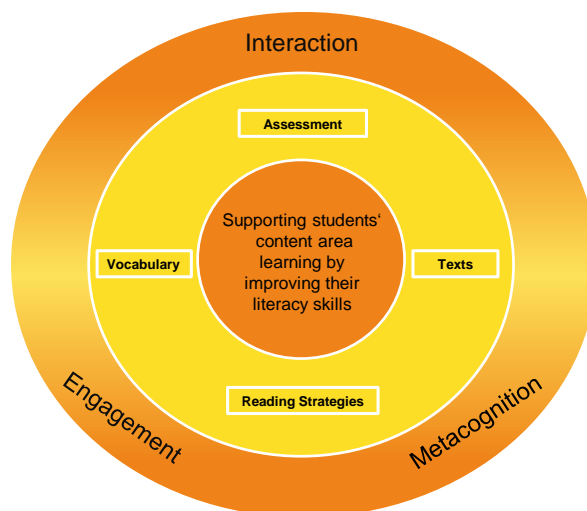 Interaction
Assessment
Supporting students‘
content area
learning by
improving their
literacy skills
Vocabulary
Texts
Reading Strategies
Engagement
Metacognition